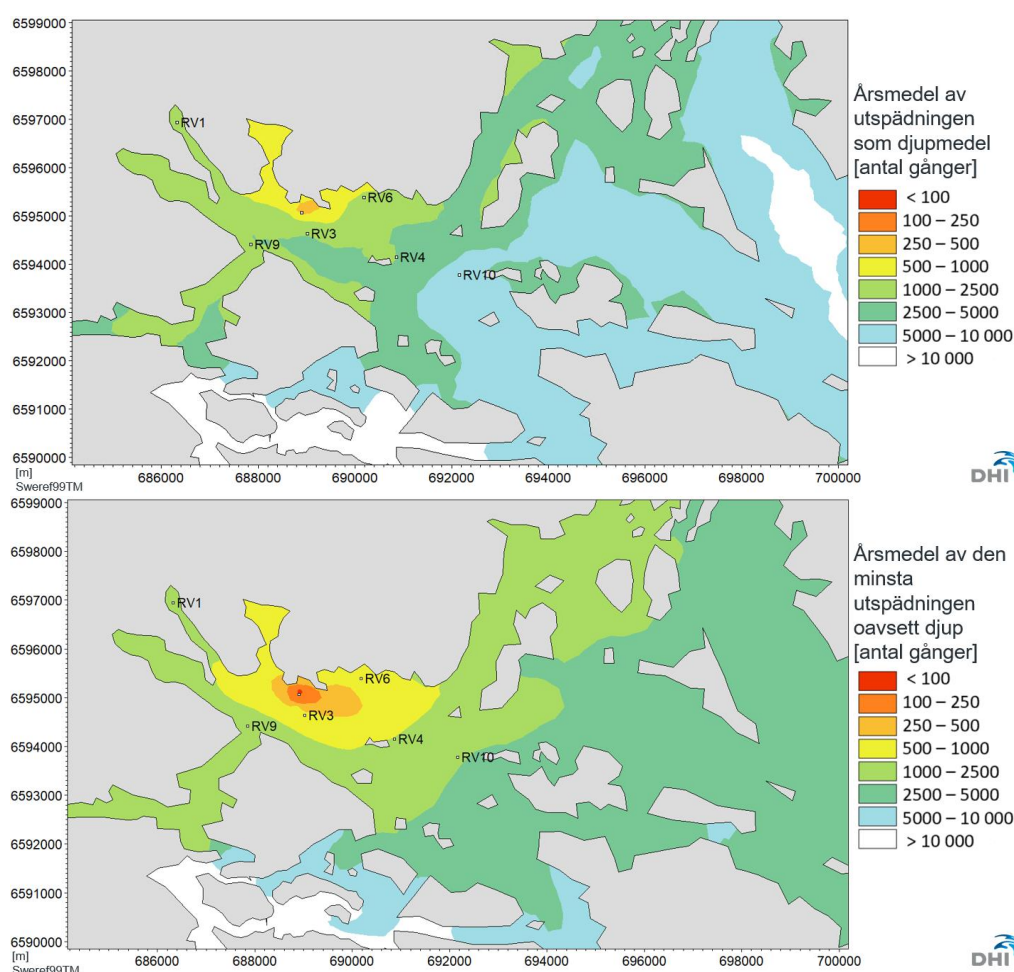 6599000
6598000
6597000
6596000
6595000
6594000
6593000
6592000
6591000
6590000
[m]
Sweref99TM
686000 688000 690000 692000 694000 696000 698000 700000
RV1
RV6
RV3
RV9
RV4
RV10
Årsmedel av
utspädningen
som djupmedel
[antal gånger]
< 100
100 – 250
250 – 500
500 – 1000
1000 – 2500
2500 – 5000
5000 – 10 000
> 10 000
DHI
6599000
6598000
6597000
6596000
6595000
6594000
6593000
6592000
6591000
6590000
[m]
Sweref99TM
686000 688000 690000 692000 694000 696000 698000 700000
RV1
RV6
RV3
RV9
RV4
RV10
Årsmedel av den
minsta
utspädningen
oavsett djup
[antal gånger]
< 100
100 – 250
250 – 500
500 – 1000
1000 – 2500
2500 – 5000
5000 – 10 000
> 10 000
DHI